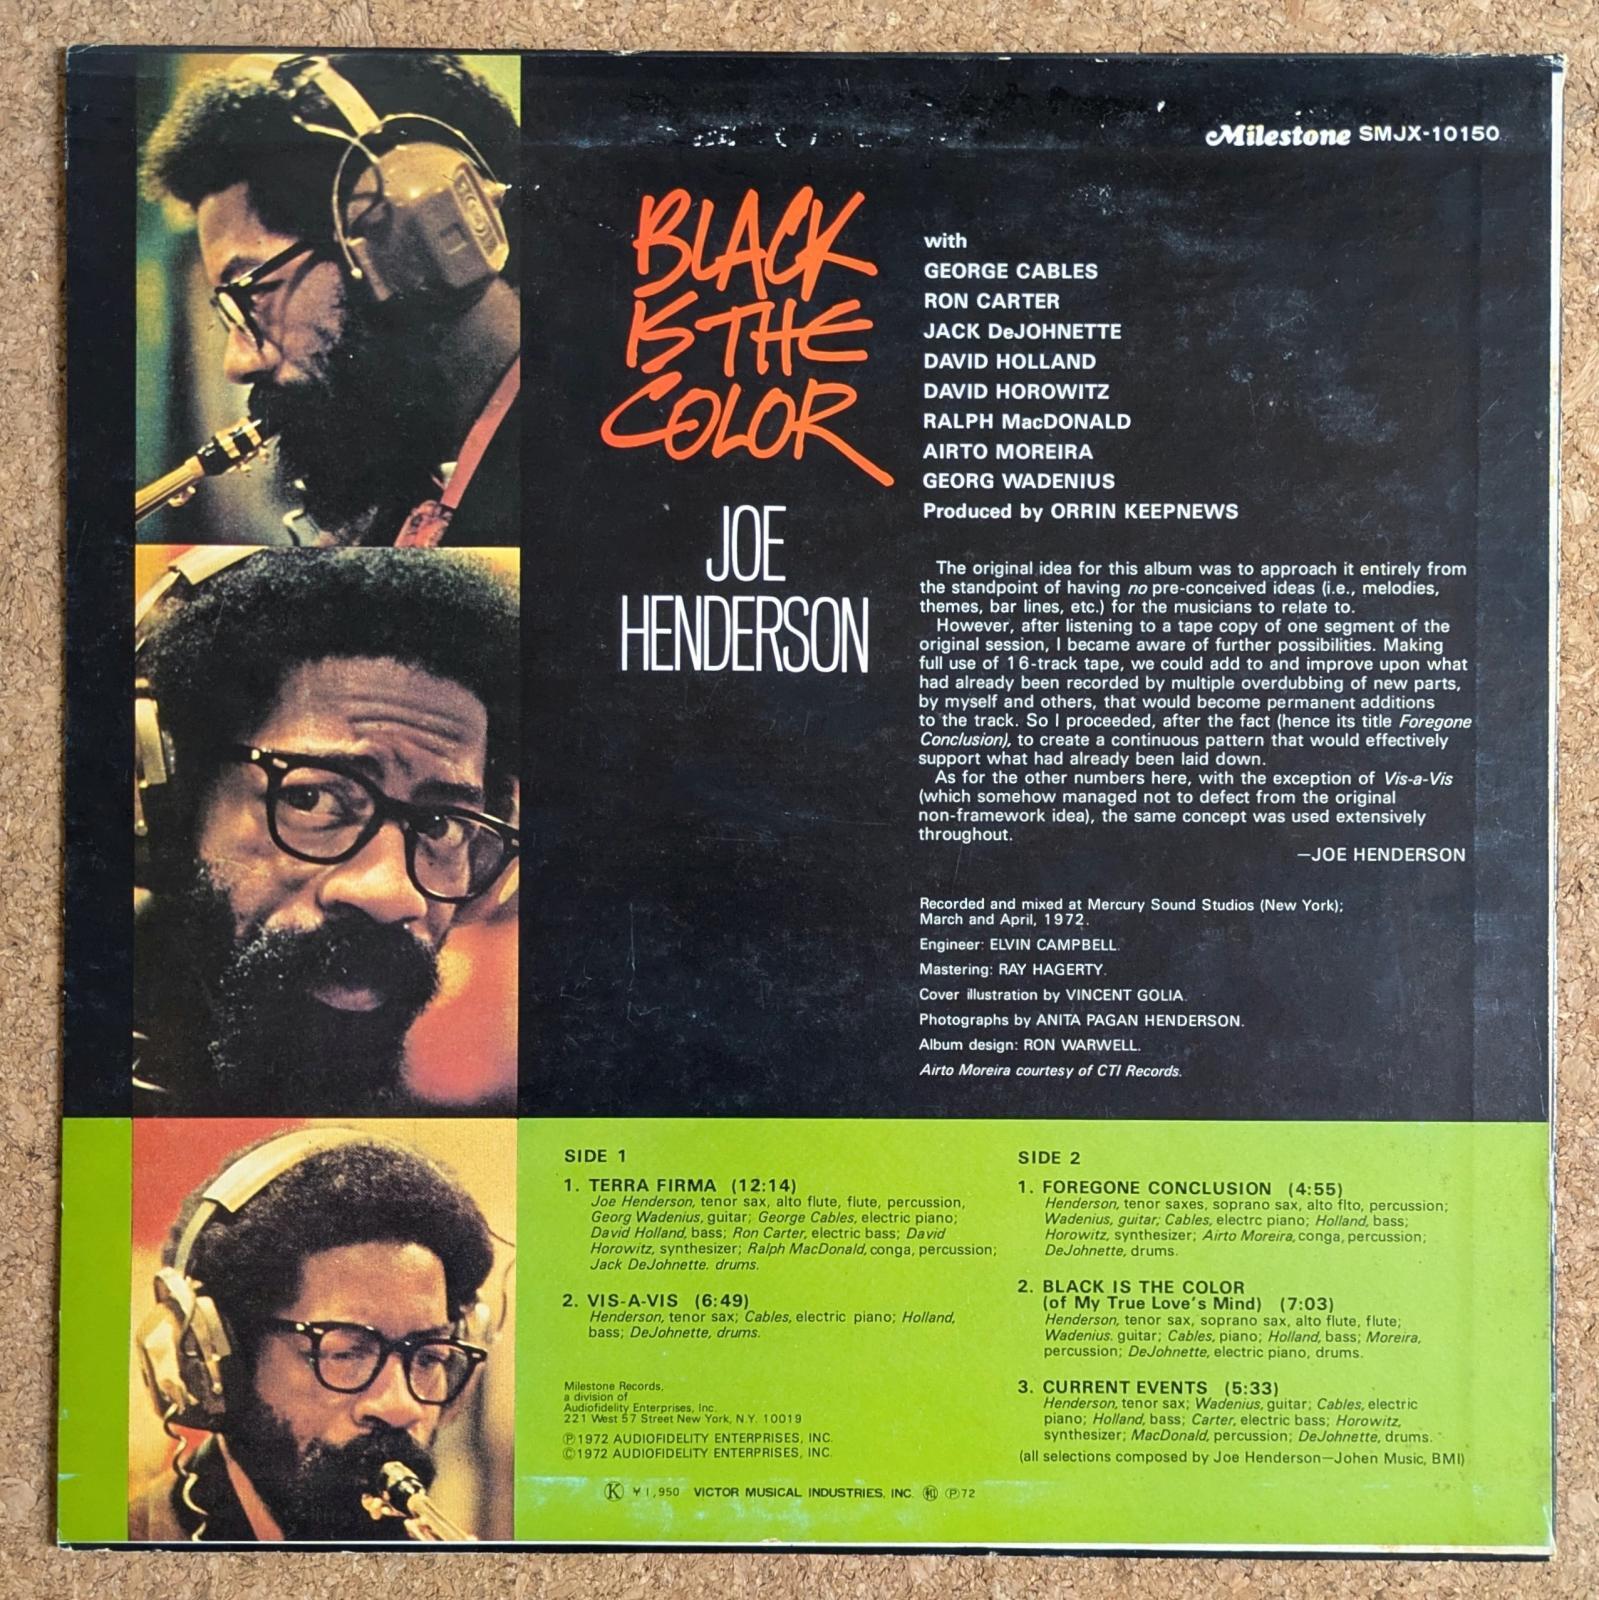 Milestone SMJX-10150
BLACK
IS THE
COLOR
JOE
HENDERSON
with
GEORGE CABLES
RON CARTER
JACK DeJOHNETTE
DAVID HOLLAND
DAVID HOROWITZ
RALPH MacDONALD
AIRTO MOREIRA
GEORG WADENIUS
Produced by ORRIN KEEPNEWS
The original idea for this album was to approach it entirely from
the standpoint of having no pre-conceived ideas (i.e., melodies,
themes, bar lines, etc.) for the musicians to relate to.
However, after listening to a tape copy of one segment of the
original session, I became aware of further possibilities. Making
full use of 16-track tape, we could add to and improve upon what
had already been recorded by multiple overdubbing of new parts,
by myself and others, that would become permanent additions
to the track. So I proceeded, after the fact (hence its title Foregone
Conclusion), to create a continuous pattern that would effectively
support what had already been laid down.
As for the other numbers here, with the exception of Vis-a-Vis
(which somehow managed not to defect from the original
non-framework idea), the same concept was used extensively
throughout.
—JOE HENDERSON
Recorded and mixed at Mercury Sound Studios (New York);
March and April, 1972.
Engineer: ELVIN CAMPBELL.
Mastering: RAY HAGERTY.
Cover illustration by VINCENT GOLIA.
Photographs by ANITA PAGAN HENDERSON.
Album design: RON WARWELL.
Airto Moreira courtesy of CTI Records.
SIDE 1
1. TERRA FIRMA (12:14)
Joe Henderson, tenor sax, alto flute, flute, percussion,
Georg Wadenius, guitar; George Cables, electric piano;
David Holland, bass; Ron Carter, electric bass; David
Horowitz, synthesizer; Ralph MacDonald, conga, percussion;
Jack DeJohnette. drums.
2. VIS-A-VIS (6:49)
Henderson, tenor sax; Cables, electric piano; Holland,
bass; DeJohnette, drums.
Milestone Records,
a division of
Audiofidelity Enterprises, Inc.
221 West 57 Street New York, N.Y. 10019
Ⓟ1972 AUDIOFIDELITY ENTERPRISES, INC.
©1972 AUDIOFIDELITY ENTERPRISES, INC.
SIDE 2
1. FOREGONE CONCLUSION (4:55)
Henderson, tenor saxes, soprano sax, alto flto, percussion;
Wadenius, guitar; Cables, electrc piano; Holland, bass;
Horowitz, synthesizer; Airto Moreira, conga, percussion;
DeJohnette, drums.
2. BLACK IS THE COLOR
(of My True Love's Mind) (7:03)
Henderson, tenor sax, soprano sax, alto flute, flute;
Wadenius. guitar; Cables, piano; Holland, bass; Moreira,
percussion; DeJohnette, electric piano, drums.
3. CURRENT EVENTS (5:33)
Henderson, tenor sax; Wadenius, guitar; Cables, electric
piano; Holland, bass; Carter, electric bass; Horowitz,
synthesizer; MacDonald, percussion; DeJohnette, drums.
(all selections composed by Joe Henderson—Johen Music, BMI)
Ⓚ ¥1,950 VICTOR MUSICAL INDUSTRIES, INC. Ⓟ72